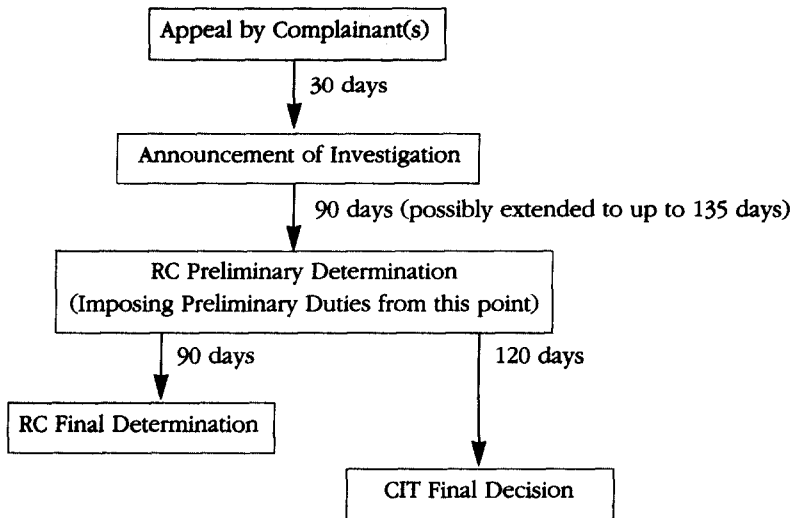 Appeal by Complainant(s)
30 days
Announcement of Investigation
90 days (possibly extended to up to 135 days)
RC Preliminary Determination
(Imposing Preliminary Duties from this point)
90 days
120 days
RC Final Determination
CIT Final Decision